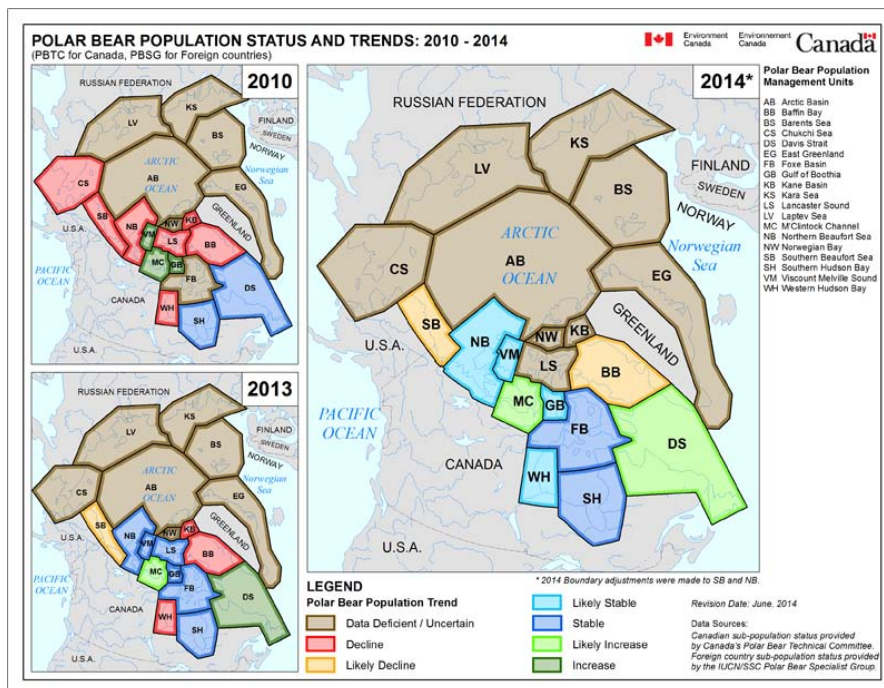 POLAR BEAR POPULATION STATUS AND TRENDS: 2010 - 2014
(PBTC for Canada, PBSG for Foreign countries)
Environment Canada
Environnement Canada
Canada
2010
RUSSIAN FEDERATION
KS
LV
BS
FINLAND
SWEDEN
NORWAY
Norwegian
Sea
ARCTIC
OCEAN
AB
EG
CS
GREENLAND
SB
NB
NW
KB
VM
LS
BB
U.S.A.
MC
GB
FB
PACIFIC
OCEAN
CANADA
DS
WH
SH
U.S.A.
2013
RUSSIAN FEDERATION
KS
LV
BS
FINLAND
SWEDEN
NORWAY
Norwegian
Sea
ARCTIC
OCEAN
AB
EG
CS
GREENLAND
SB
NB
NW
KB
VM
LS
BB
U.S.A.
MC
GB
FB
PACIFIC
OCEAN
CANADA
DS
WH
SH
U.S.A.
2014*
RUSSIAN FEDERATION
KS
LV
BS
FINLAND
SWEDEN
NORWAY
Norwegian
Sea
ARCTIC
OCEAN
AB
EG
CS
GREENLAND
SB
NB
NW
KB
VM
LS
BB
U.S.A.
MC
GB
FB
PACIFIC
OCEAN
CANADA
DS
WH
SH
U.S.A.
Polar Bear Population
Management Units
AB Arctic Basin
BB Baffin Bay
BS Barents Sea
CS Chukchi Sea
DS Davis Strait
EG East Greenland
FB Foxe Basin
GB Gulf of Boothia
KB Kane Basin
KS Kara Sea
LS Lancaster Sound
LV Laptev Sea
MC M'Clintock Channel
NB Northern Beaufort Sea
NW Norwegian Bay
SB Southern Beaufort Sea
SH Southern Hudson Bay
VM Viscount Melville Sound
WH Western Hudson Bay
* 2014 Boundary adjustments were made to SB and NB.
LEGEND
Polar Bear Population Trend
Data Deficient / Uncertain
Decline
Likely Decline
Likely Stable
Stable
Likely Increase
Increase
Revision Date: June, 2014
Data Sources:
Canadian sub-population status provided
by Canada's Polar Bear Technical Committee.
Foreign country sub-population status provided
by the IUCN/SSC Polar Bear Specialist Group.